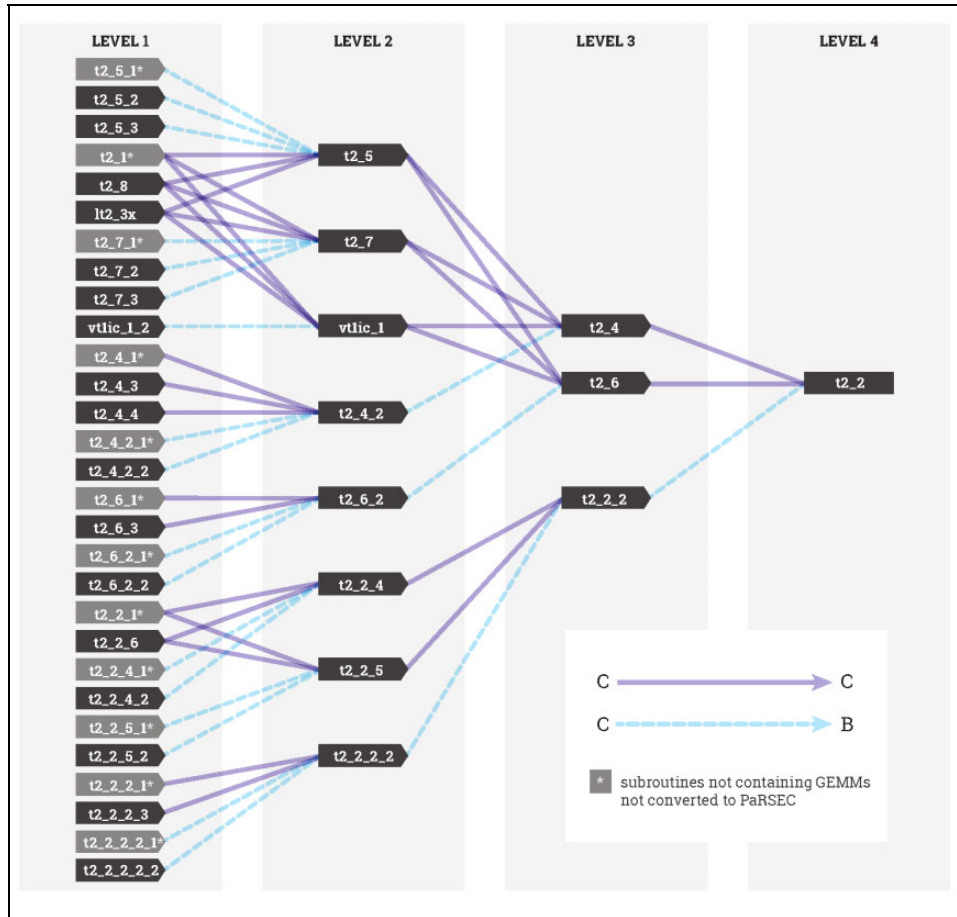 LEVEL 1
LEVEL 2
LEVEL 3
LEVEL 4
t2_5_1*
t2_5_2
t2_5_3
t2_1*
t2_8
lt2_3x
t2_7_1*
t2_7_2
t2_7_3
vt1ic_1_2
t2_4_1*
t2_4_3
t2_4_4
t2_4_2_1*
t2_4_2_2
t2_6_1*
t2_6_3
t2_6_2_1*
t2_6_2_2
t2_2_1*
t2_2_6
t2_2_4_1*
t2_2_4_2
t2_2_5_1*
t2_2_5_2
t2_2_2_1*
t2_2_2_3
t2_2_2_2_1*
t2_2_2_2_2
t2_5
t2_7
vt1ic_1
t2_4_2
t2_6_2
t2_2_4
t2_2_5
t2_2_2_2
t2_4
t2_6
t2_2_2
t2_2
C C
C B
* subroutines not containing GEMMs
not converted to PaRSEC